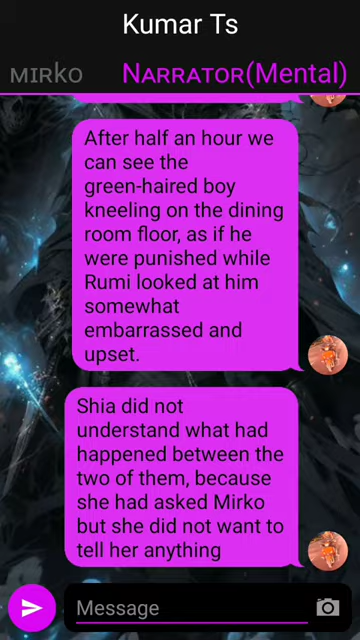 Kumar Ts
ᴍɪʀᴋᴏ Nᴀʀʀᴀᴛᴏʀ(Mental)
After half an hour we
can see the
green-haired boy
kneeling on the dining
room floor, as if he
were punished while
Rumi looked at him
somewhat
embarrassed and
upset.
Shia did not
understand what had
happened between the
two of them, because
she had asked Mirko
but she did not want to
tell her anything
Message